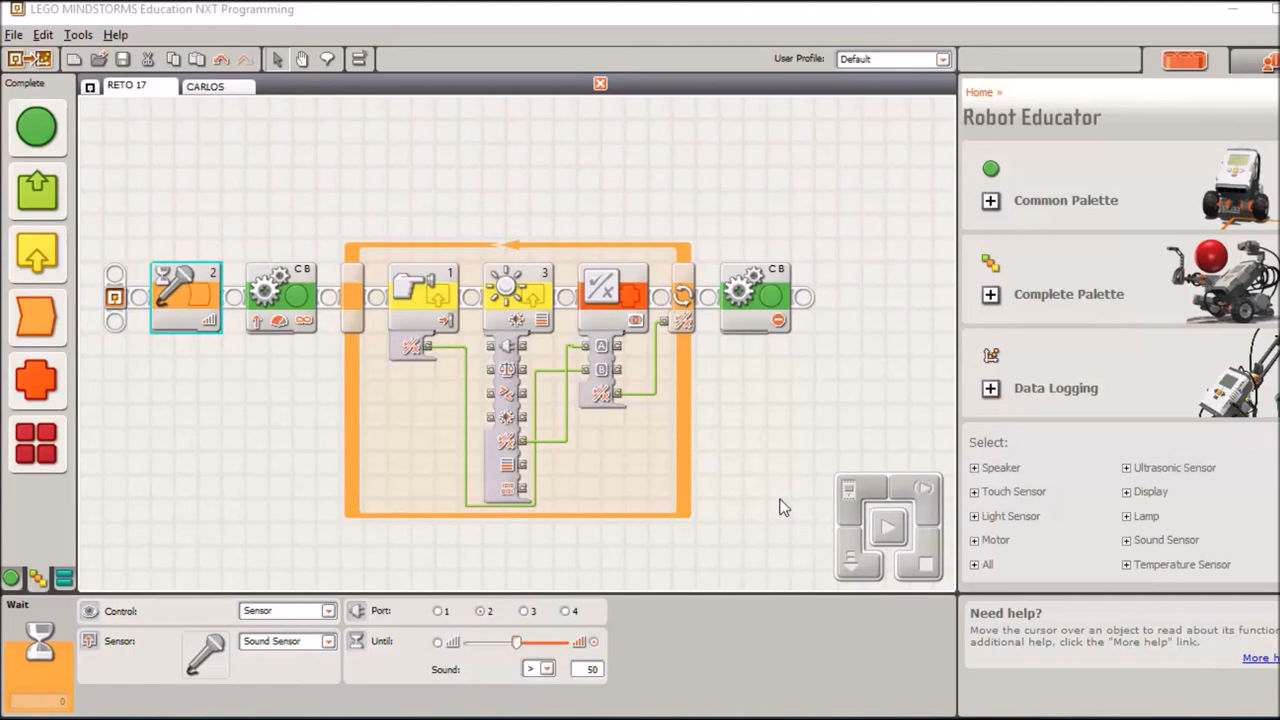 LEGO MINDSTORMS Education NXT Programming
File Edit Tools Help
User Profile: Default
Complete
RETO 17 CARLOS
Home »
Robot Educator
Common Palette
Complete Palette
Data Logging
2
C B
1
3
C B
A
B
Select:
Speaker Ultrasonic Sensor
Touch Sensor Display
Light Sensor Lamp
Motor Sound Sensor
All Temperature Sensor
Wait
0
Control: Sensor
Port: 1 2 3 4
Sensor: Sound Sensor
Until:
Sound: > 50
Need help?
Move the cursor over an object to read about its functio
additional help, click the "More help" link.
More h